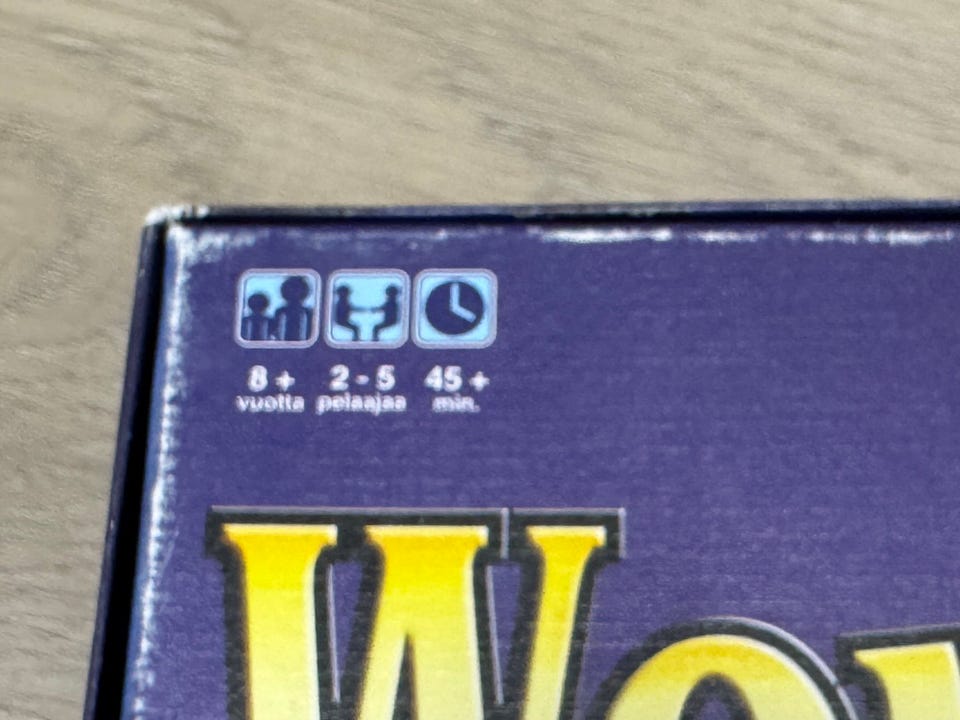 8 + 2 - 5 45 +
vuotta pelaajaa min.